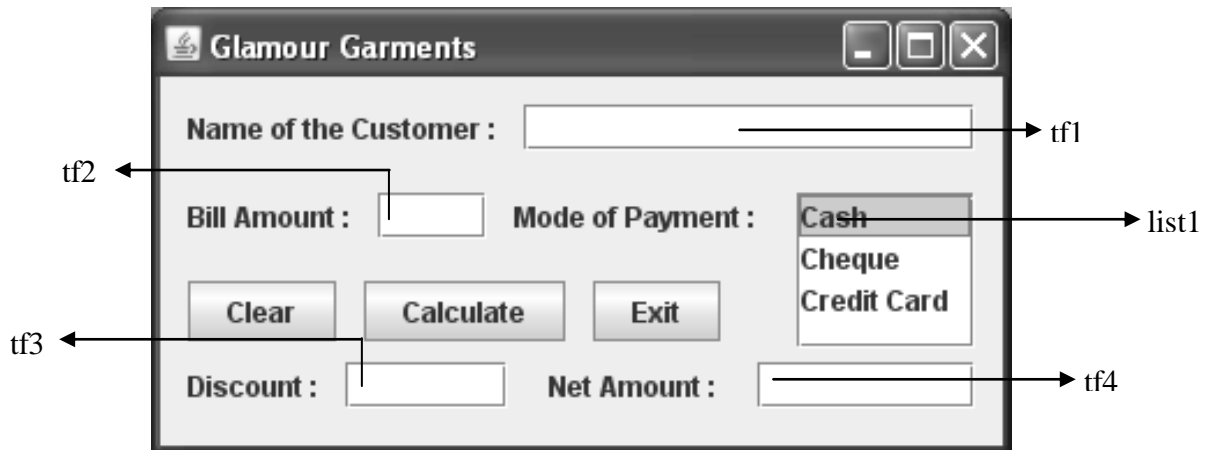 Glamour Garments
Name of the Customer :
tf1
tf2
Bill Amount :
Mode of Payment :
Cash
list1
Cheque
Clear
Calculate
Exit
Credit Card
tf3
Discount :
Net Amount :
tf4